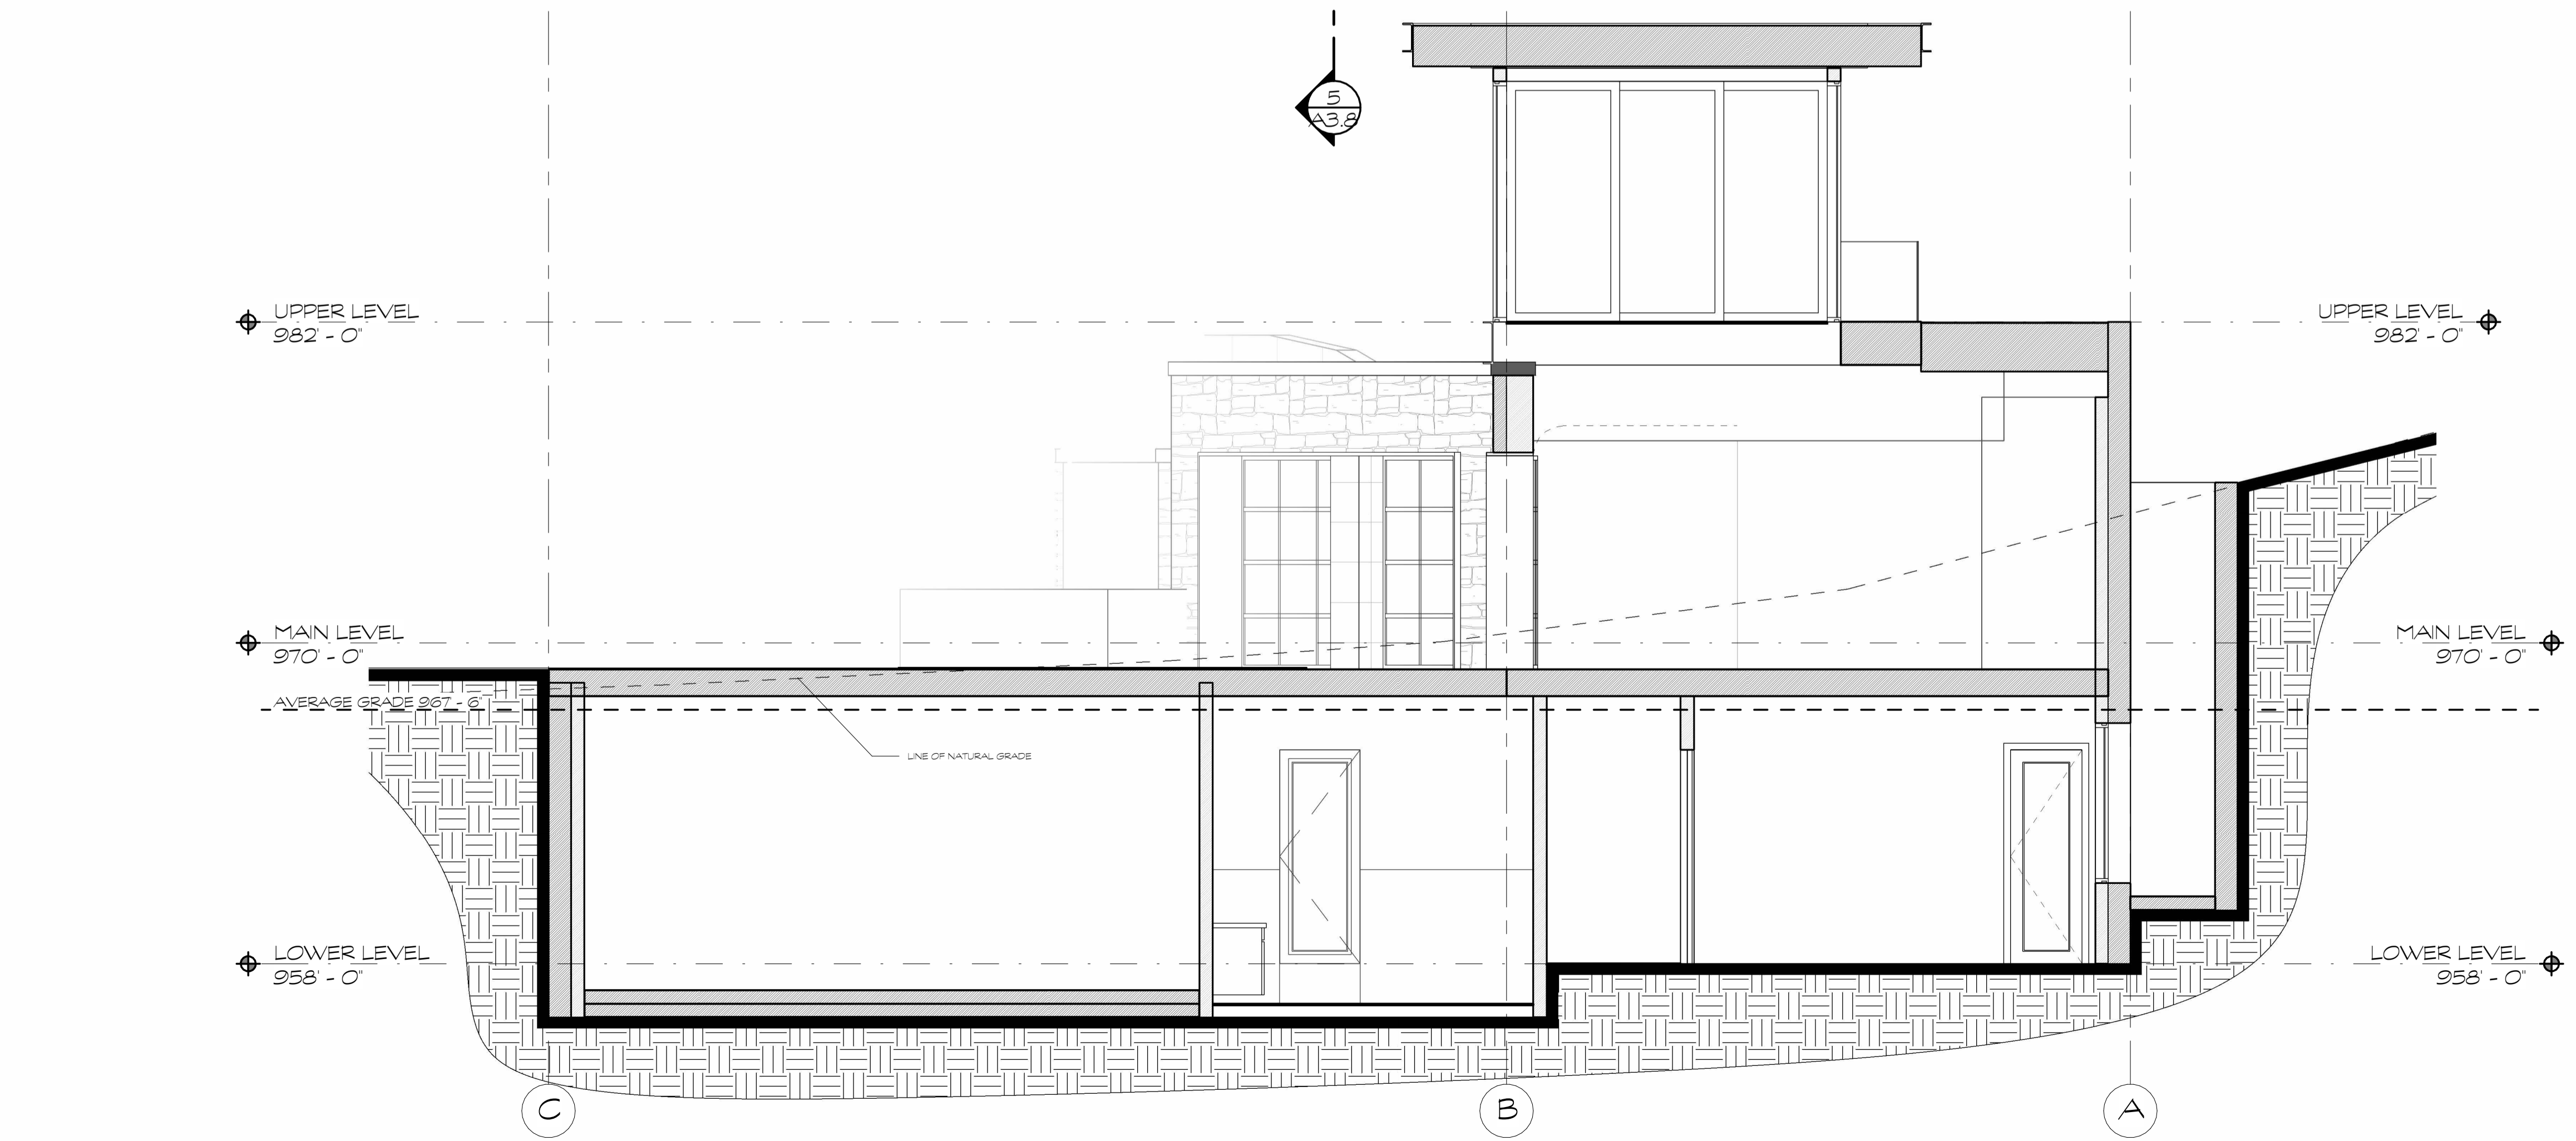 5
A3.8
UPPER LEVEL
982' - 0"
UPPER LEVEL
982' - 0"
MAIN LEVEL
970' - 0"
MAIN LEVEL
970' - 0"
AVERAGE GRADE 967 - 6"
LINE OF NATURAL GRADE
LOWER LEVEL
958' - 0"
LOWER LEVEL
958' - 0"
C
B
A